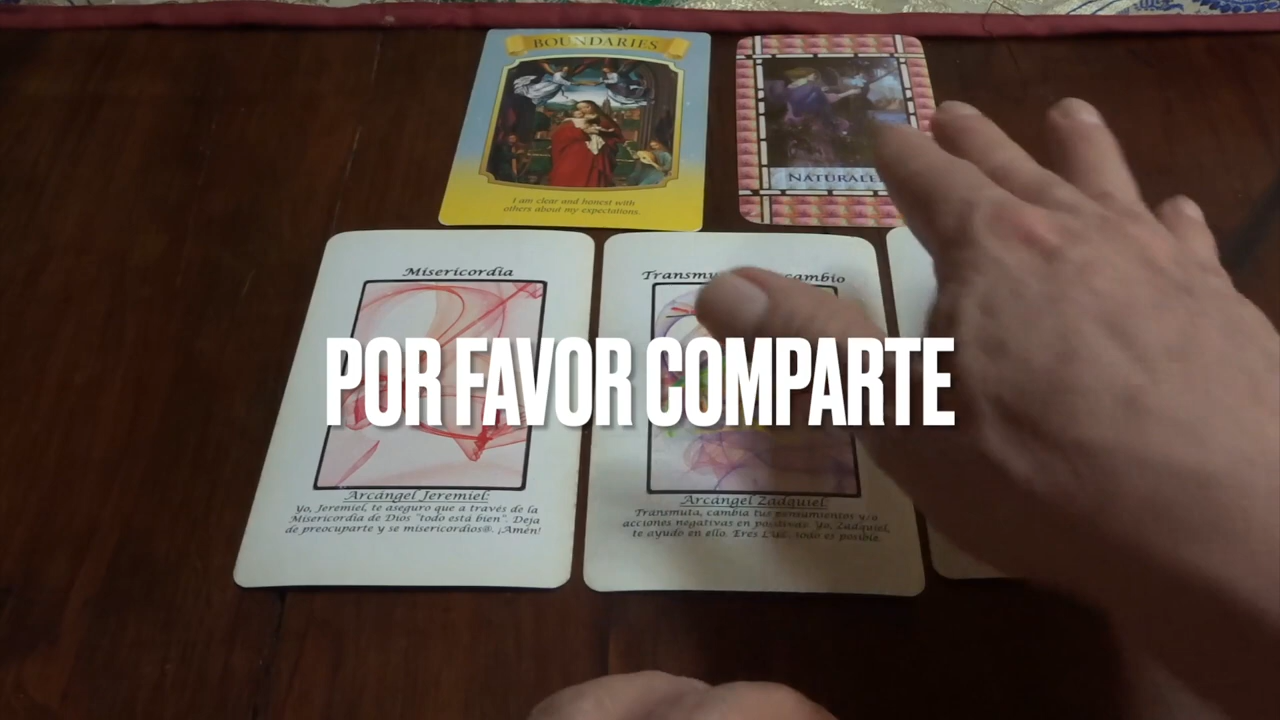 BOUNDARIES
I am clear and honest with
others about my expectations.
Misericordia
cambio
POR FAVOR COMPARTE
Arcángel Jeremiel:
Yo, Jeremiel, te aseguro que a través de la
Misericordia de Dios "todo está bien". Deja
de preocuparte y se misericordios@. ¡Amén!
Arcángel Zadquiel:
Transmuta, cambia tus pensamientos y/o
acciones negativas en positivas. Yo, Zadquiel,
te ayudo en ello. Eres Luz, todo es posible.